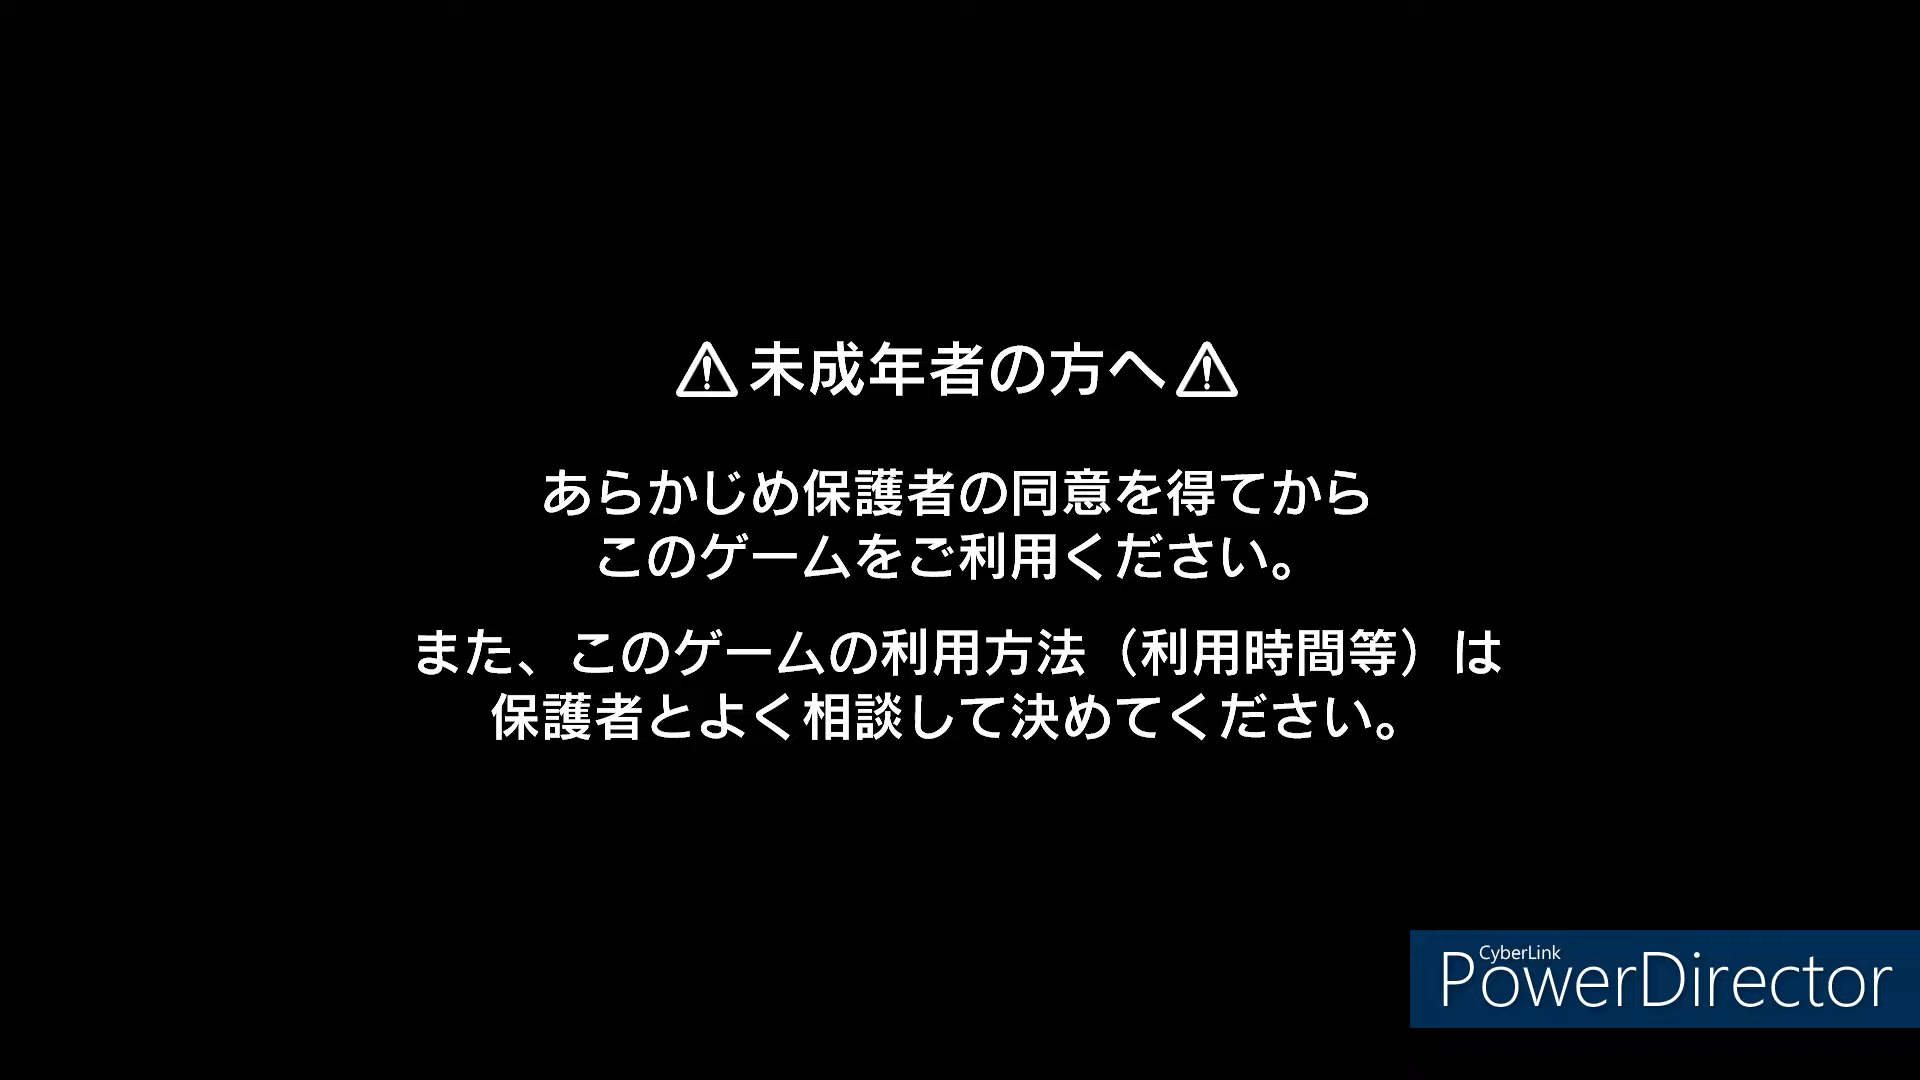 ⚠未成年者の方へ⚠
あらかじめ保護者の同意を得てから
このゲームをご利用ください。
また、このゲームの利用方法（利用時間等）は
保護者とよく相談して決めてください。
CyberLink
PowerDirector